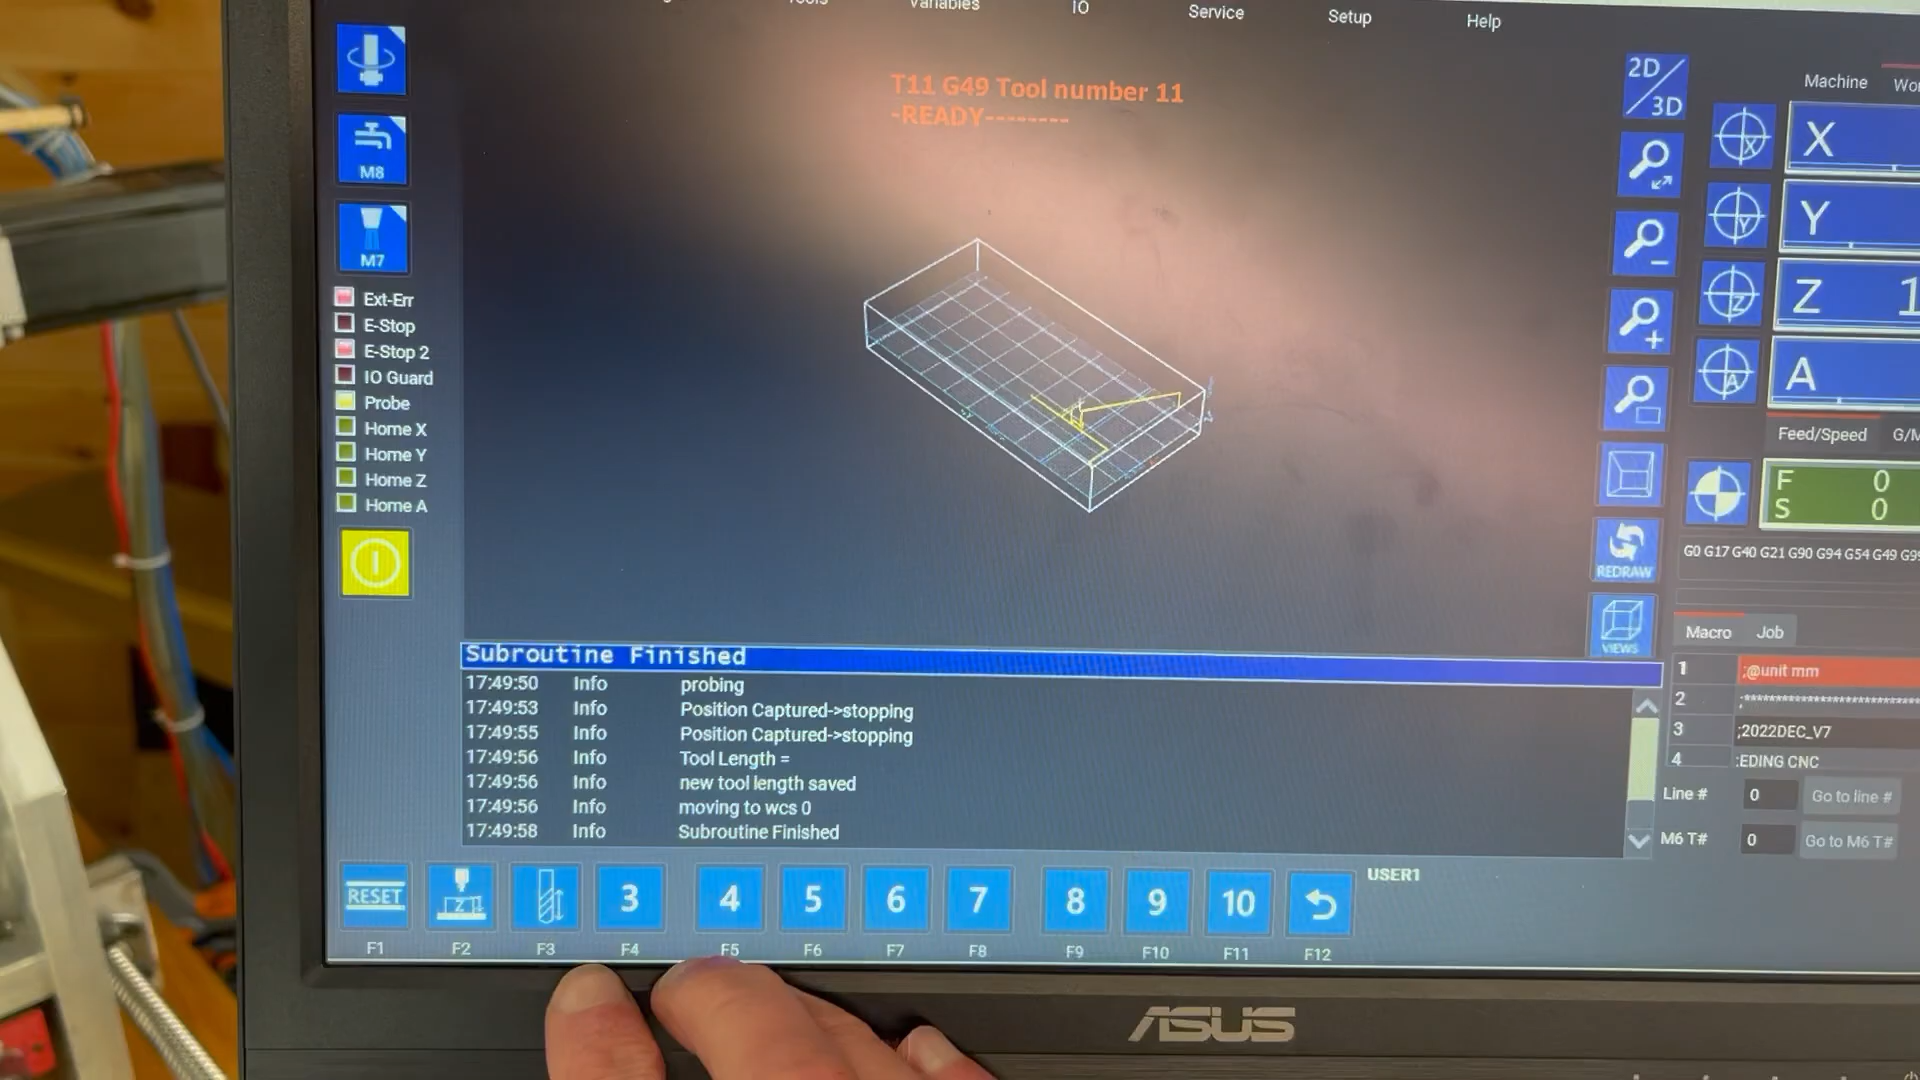 Variables
IO
Service
Setup
Help
T11 G49 Tool number 11
-READY--------
2D/3D
Machine
M8
M7
X
Y
Z 1
A
Ext-Err
E-Stop
E-Stop 2
IO Guard
Probe
Home X
Home Y
Home Z
Home A
Feed/Speed
F 0
S 0
REDRAW
G0 G17 G40 G21 G90 G94 G54 G49
VIEWS
Macro Job
1 ;@unit mm
2 ;******************************
3 ;2022DEC_V7
4 :EDING CNC
Line # 0 Go to line #
M6 T# 0 Go to M6 T#
Subroutine Finished
17:49:50 Info probing
17:49:53 Info Position Captured->stopping
17:49:55 Info Position Captured->stopping
17:49:56 Info Tool Length =
17:49:56 Info new tool length saved
17:49:56 Info moving to wcs 0
17:49:58 Info Subroutine Finished
USER1
RESET Z 3 4 5 6 7 8 9 10
F1 F2 F3 F4 F5 F6 F7 F8 F9 F10 F11 F12
ASUS